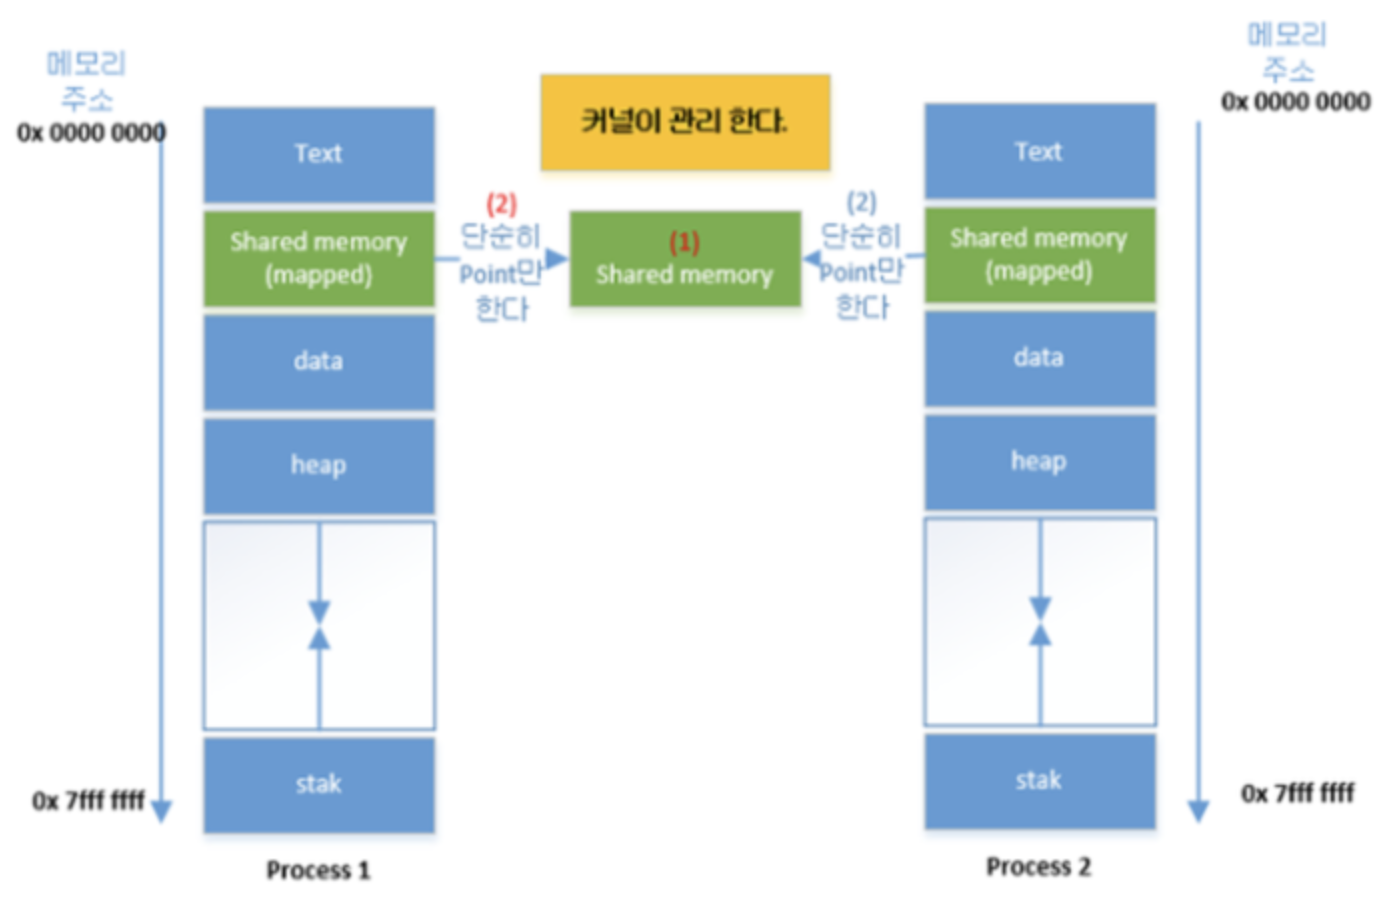 메모리
주소
0x 0000 0000
Text
Shared memory
(mapped)
data
heap
stak
0x 7fff ffff
Process 1
커널이 관리 한다.
(2)
단순히
Point만
한다
(1)
Shared memory
(2)
단순히
Point만
한다
메모리
주소
0x 0000 0000
Text
Shared memory
(mapped)
data
heap
stak
0x 7fff ffff
Process 2